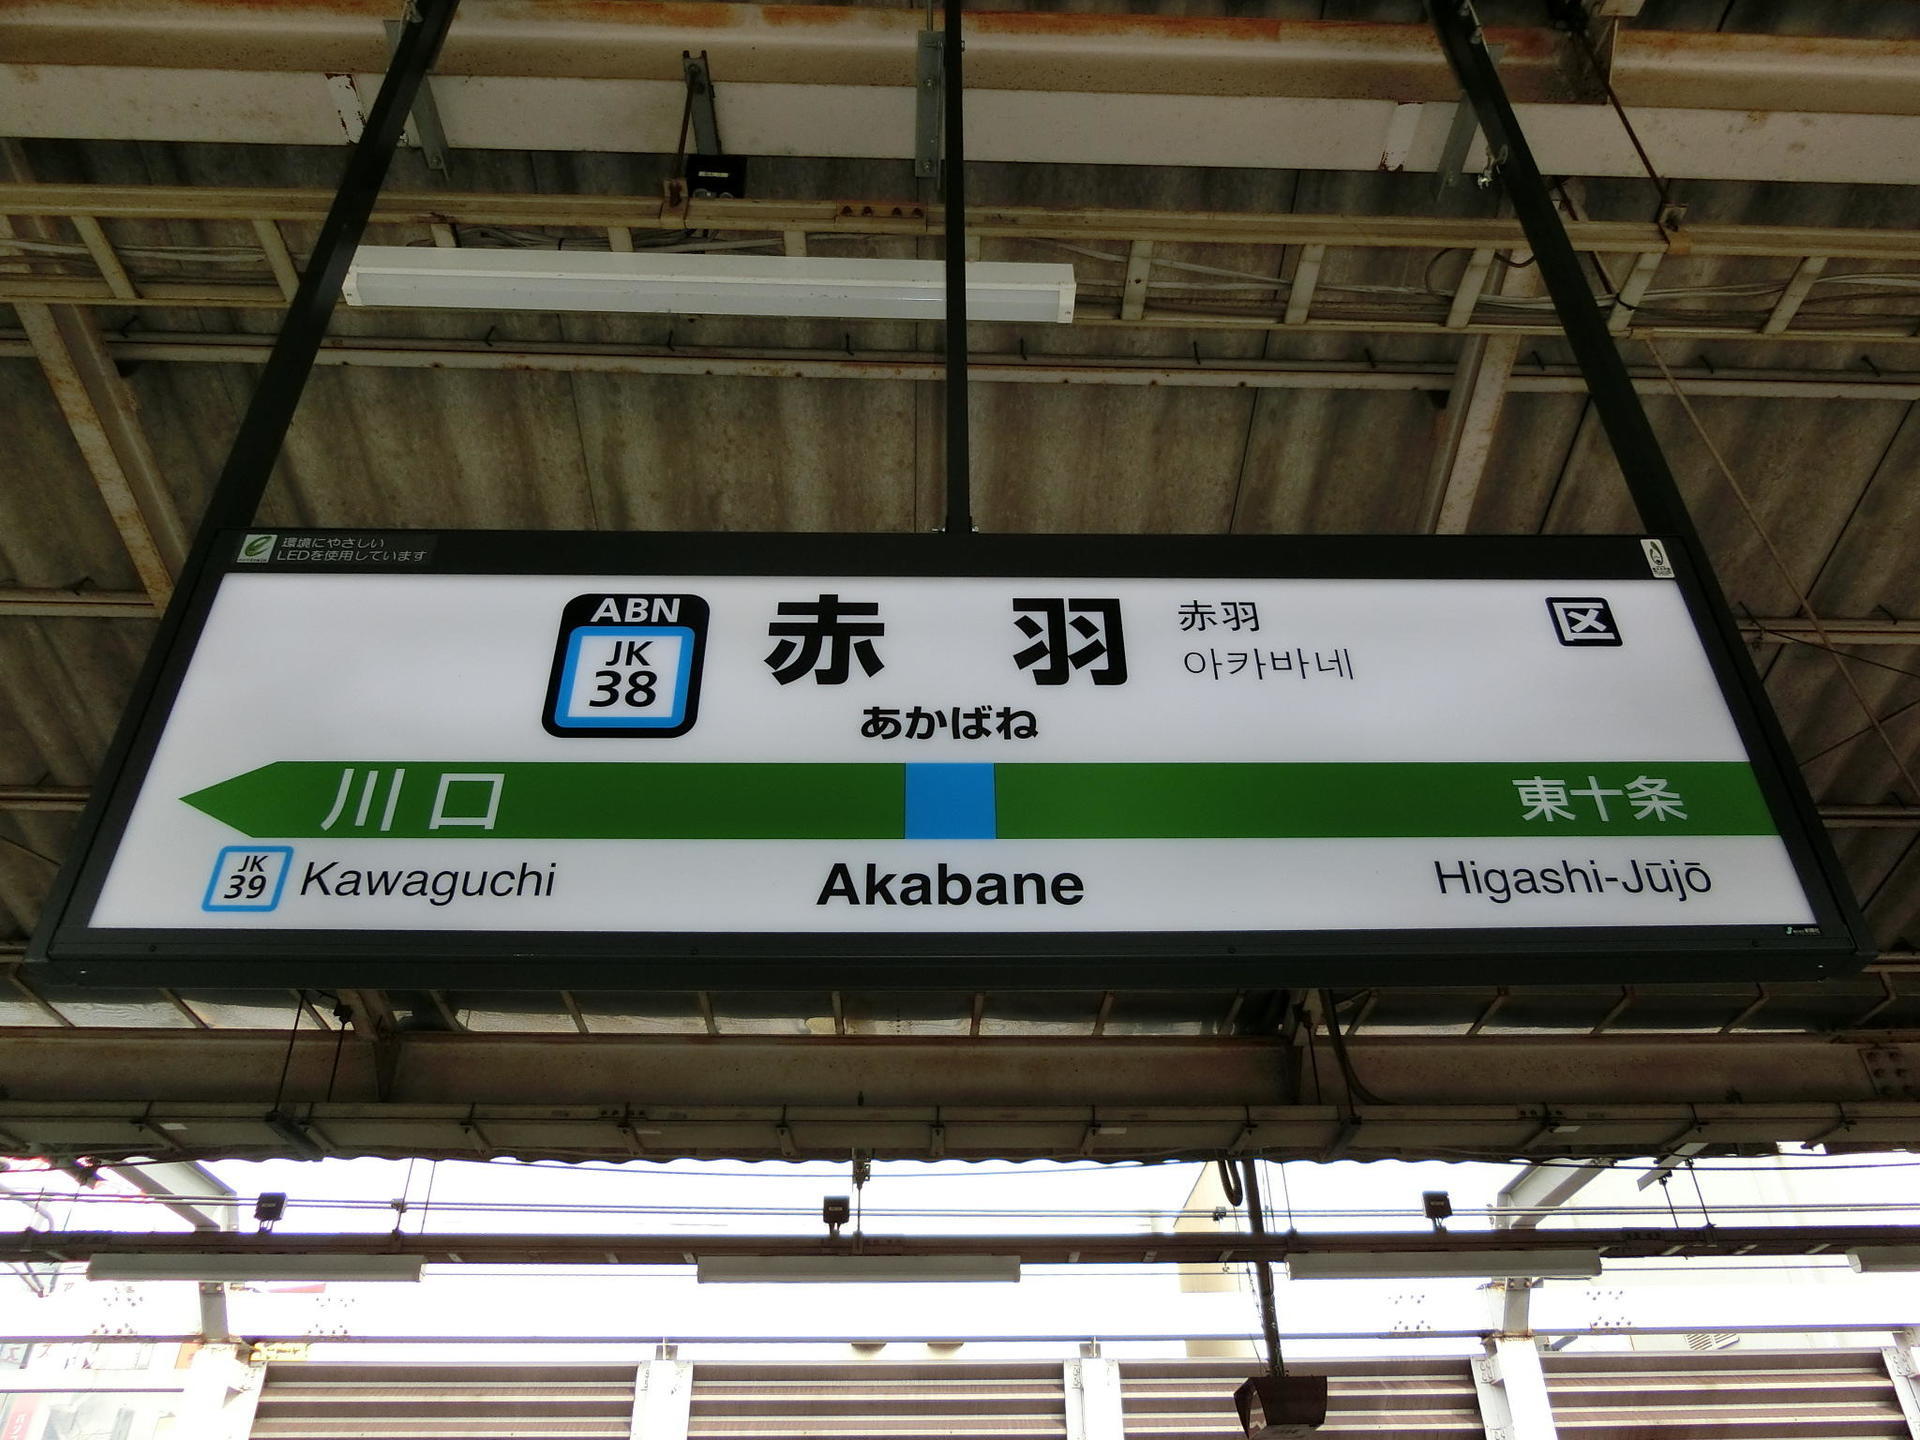 環境にやさしい
LEDを使用しています
ABN
JK
38
赤羽
赤羽
아카바네
区
あかばね
川口
東十条
JK
39
Kawaguchi
Akabane
Higashi-Jūjō